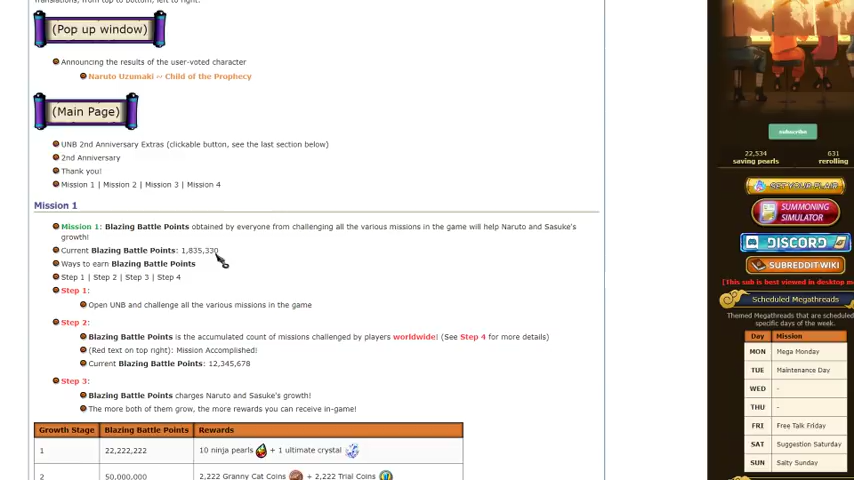 Translations, from top to bottom, left to right:
(Pop up window)
Announcing the results of the user-voted character
Naruto Uzumaki ∾ Child of the Prophecy
(Main Page)
UNB 2nd Anniversary Extras (clickable button, see the last section below)
2nd Anniversary
Thank you!
Mission 1 | Mission 2 | Mission 3 | Mission 4
Mission 1
Mission 1: Blazing Battle Points obtained by everyone from challenging all the various missions in the game will help Naruto and Sasuke's
growth!
Current Blazing Battle Points: 1,835,330
Ways to earn Blazing Battle Points
Step 1 | Step 2 | Step 3 | Step 4
Step 1:
Open UNB and challenge all the various missions in the game
Step 2:
Blazing Battle Points is the accumulated count of missions challenged by players worldwide! (See Step 4 for more details)
(Red text on top right): Mission Accomplished!
Current Blazing Battle Points: 12,345,678
Step 3:
Blazing Battle Points charges Naruto and Sasuke's growth!
The more both of them grow, the more rewards you can receive in-game!
Growth Stage Blazing Battle Points Rewards
1 22,222,222 10 ninja pearls + 1 ultimate crystal
2 50,000,000 2,222 Granny Cat Coins + 2,222 Trial Coins
subscribe
22,534 631
saving pearls rerolling
SET YOUR FLAIR
SUMMONING
SIMULATOR
DISCORD
SUBREDDIT WIKI
[This sub is best viewed in desktop m
Scheduled Megathreads
Themed Megathreads that are scheduled
specific days of the week.
Day Mission
MON Mega Monday
TUE Maintenance Day
WED -
THU -
FRI Free Talk Friday
SAT Suggestion Saturday
SUN Salty Sunday